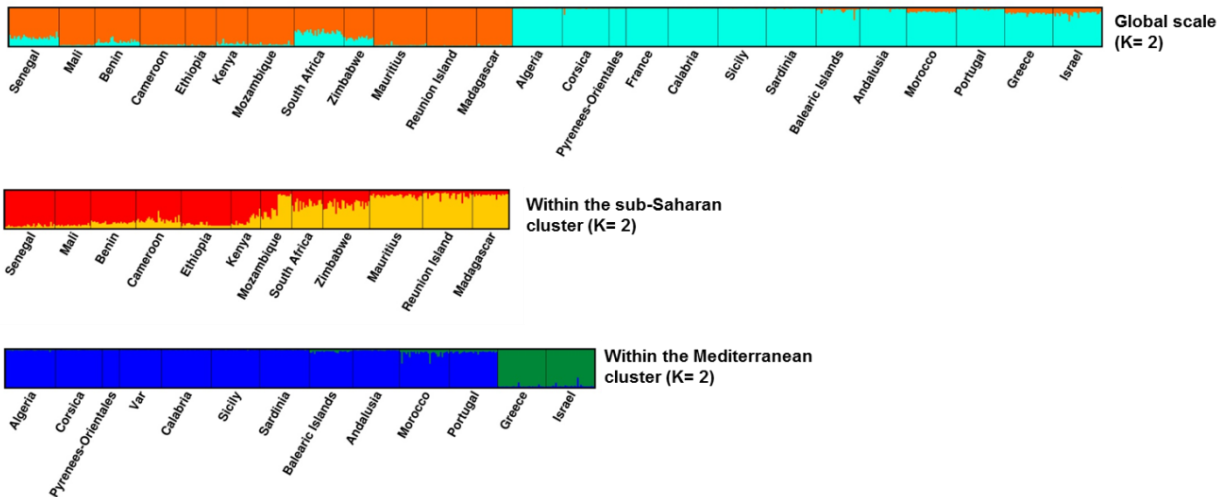 Global scale
(K= 2)
Senegal
Mali
Benin
Cameroon
Ethiopia
Kenya
Mozambique
South Africa
Zimbabwe
Mauritius
Reunion Island
Madagascar
Algeria
Corsica
Pyrenees-Orientales
France
Calabria
Sicily
Sardinia
Balearic Islands
Andalusia
Morocco
Portugal
Greece
Israel
Within the sub-Saharan
cluster (K= 2)
Senegal
Mali
Benin
Cameroon
Ethiopia
Kenya
Mozambique
South Africa
Zimbabwe
Mauritius
Reunion Island
Madagascar
Within the Mediterranean
cluster (K= 2)
Algeria
Corsica
Pyrenees-Orientales
Var
Calabria
Sicily
Sardinia
Balearic Islands
Andalusia
Morocco
Portugal
Greece
Israel